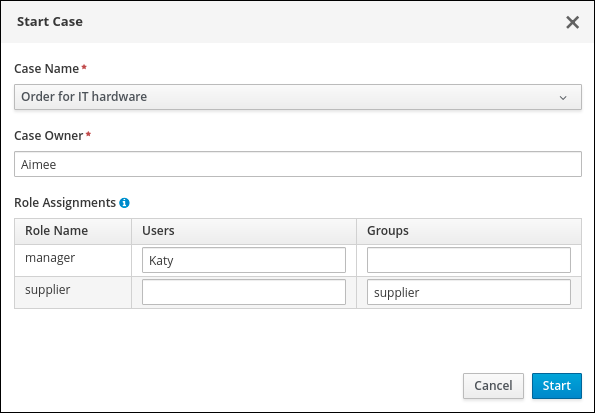 Start Case
Case Name *
Order for IT hardware
Case Owner *
Aimee
Role Assignments
Role Name Users Groups
manager Katy
supplier supplier
Cancel Start